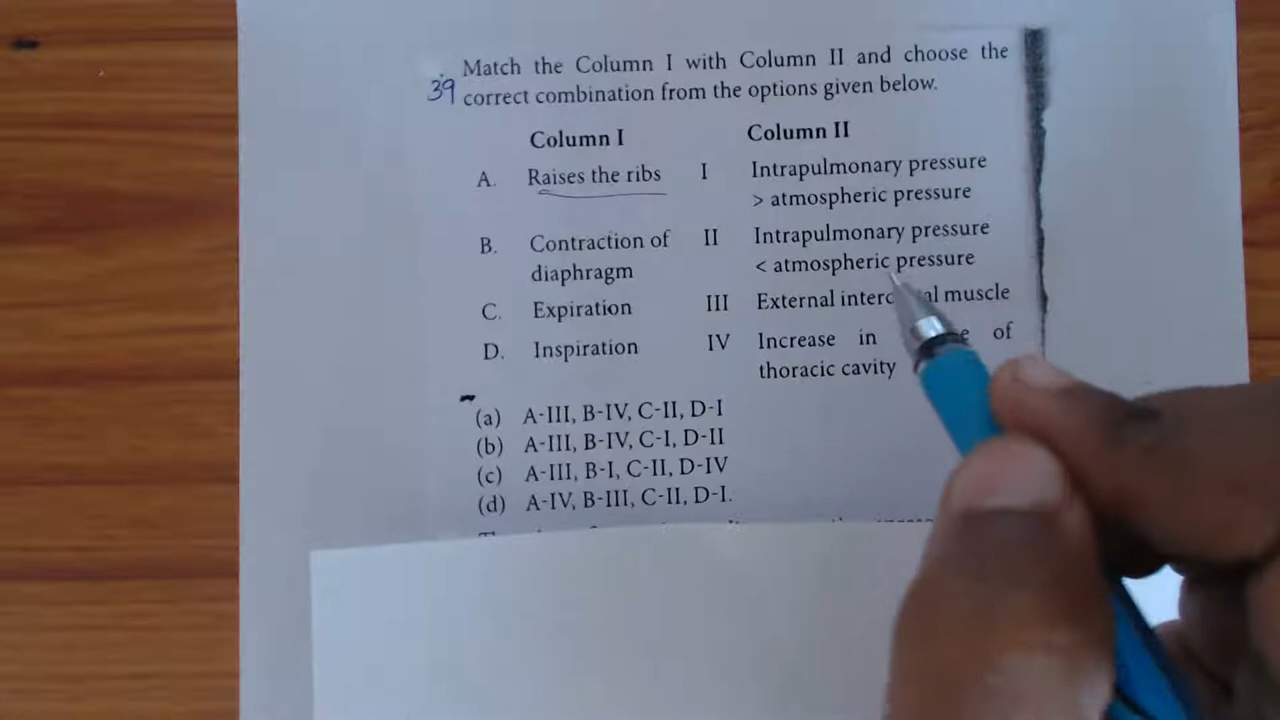 39
Match the Column I with Column II and choose the
correct combination from the options given below.
Column I Column II
A. Raises the ribs I Intrapulmonary pressure
> atmospheric pressure
B. Contraction of II Intrapulmonary pressure
diaphragm < atmospheric pressure
C. Expiration III External muscle
D. Inspiration IV Increase in of
thoracic cavity
(a) A-III, B-IV, C-II, D-I
(b) A-III, B-IV, C-I, D-II
(c) A-III, B-I, C-II, D-IV
(d) A-IV, B-III, C-II, D-I.